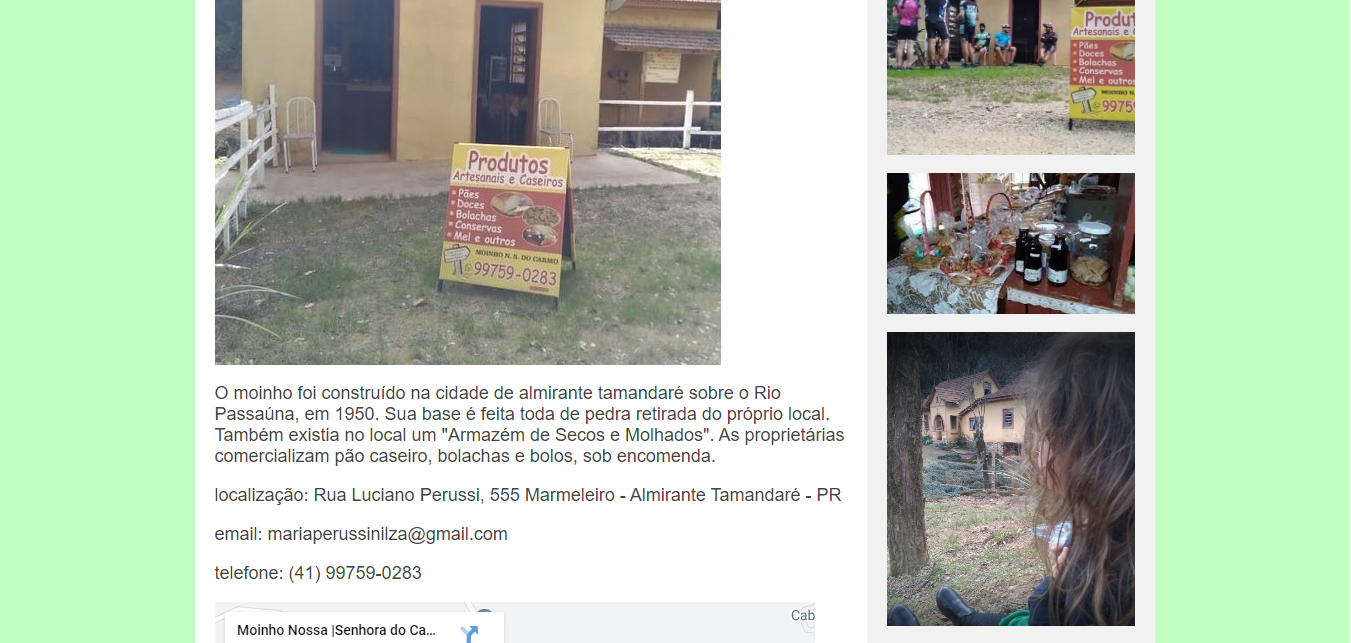 Produtos
Artesanais e Caseiros
Pães
Doces
Bolachas
Conservas
Mel e outros
MOINHO N. S. DO CARMO
99759-0283
O moinho foi construído na cidade de almirante tamandaré sobre o Rio
Passaúna, em 1950. Sua base é feita toda de pedra retirada do próprio local.
Também existia no local um "Armazém de Secos e Molhados". As proprietárias
comercializam pão caseiro, bolachas e bolos, sob encomenda.
localização: Rua Luciano Perussi, 555 Marmeleiro - Almirante Tamandaré - PR
email: mariaperussinilza@gmail.com
telefone: (41) 99759-0283
Moinho Nossa |Senhora do Ca...
Cab
Produt
Artesanais e C
Pães
Doces
Bolachas
Conservas
Mel e outros
MOINHO N.
99759